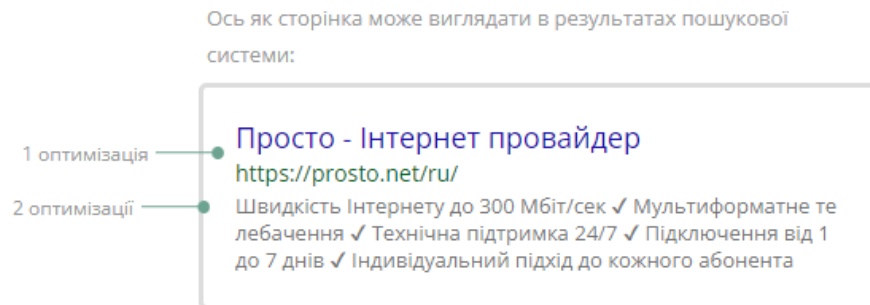 Ось як сторінка може виглядати в результатах пошукової
системи:
Просто - Інтернет провайдер
1 оптимізація
https://prosto.net/ru/
2 оптимізації
Швидкість Інтернету до 300 Мбіт/сек ✓ Мультиформатне те
лебачення ✓ Технічна підтримка 24/7 ✓ Підключення від 1
до 7 днів ✓ Індивідуальний підхід до кожного абонента